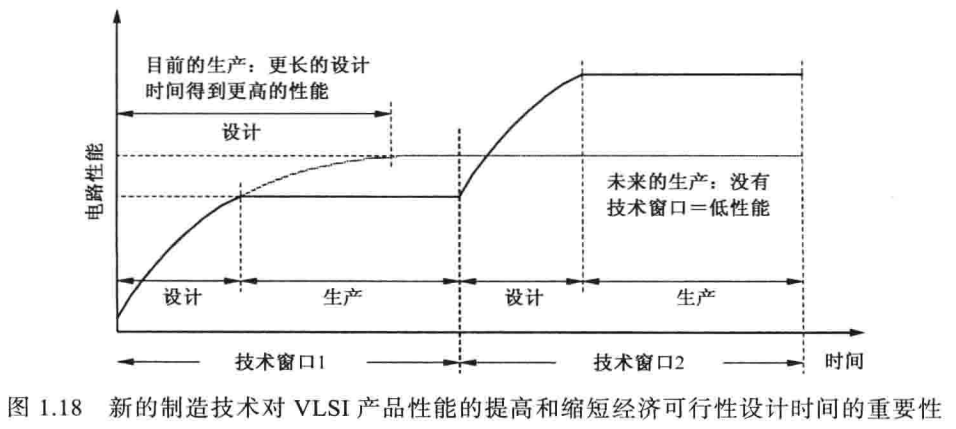 目前的生产：更长的设计
时间得到更高的性能
设计
电路性能
未来的生产：没有
技术窗口＝低性能
设计
生产
设计
生产
技术窗口1
技术窗口2
时间
图 1.18 新的制造技术对 VLSI 产品性能的提高和缩短经济可行性设计时间的重要性